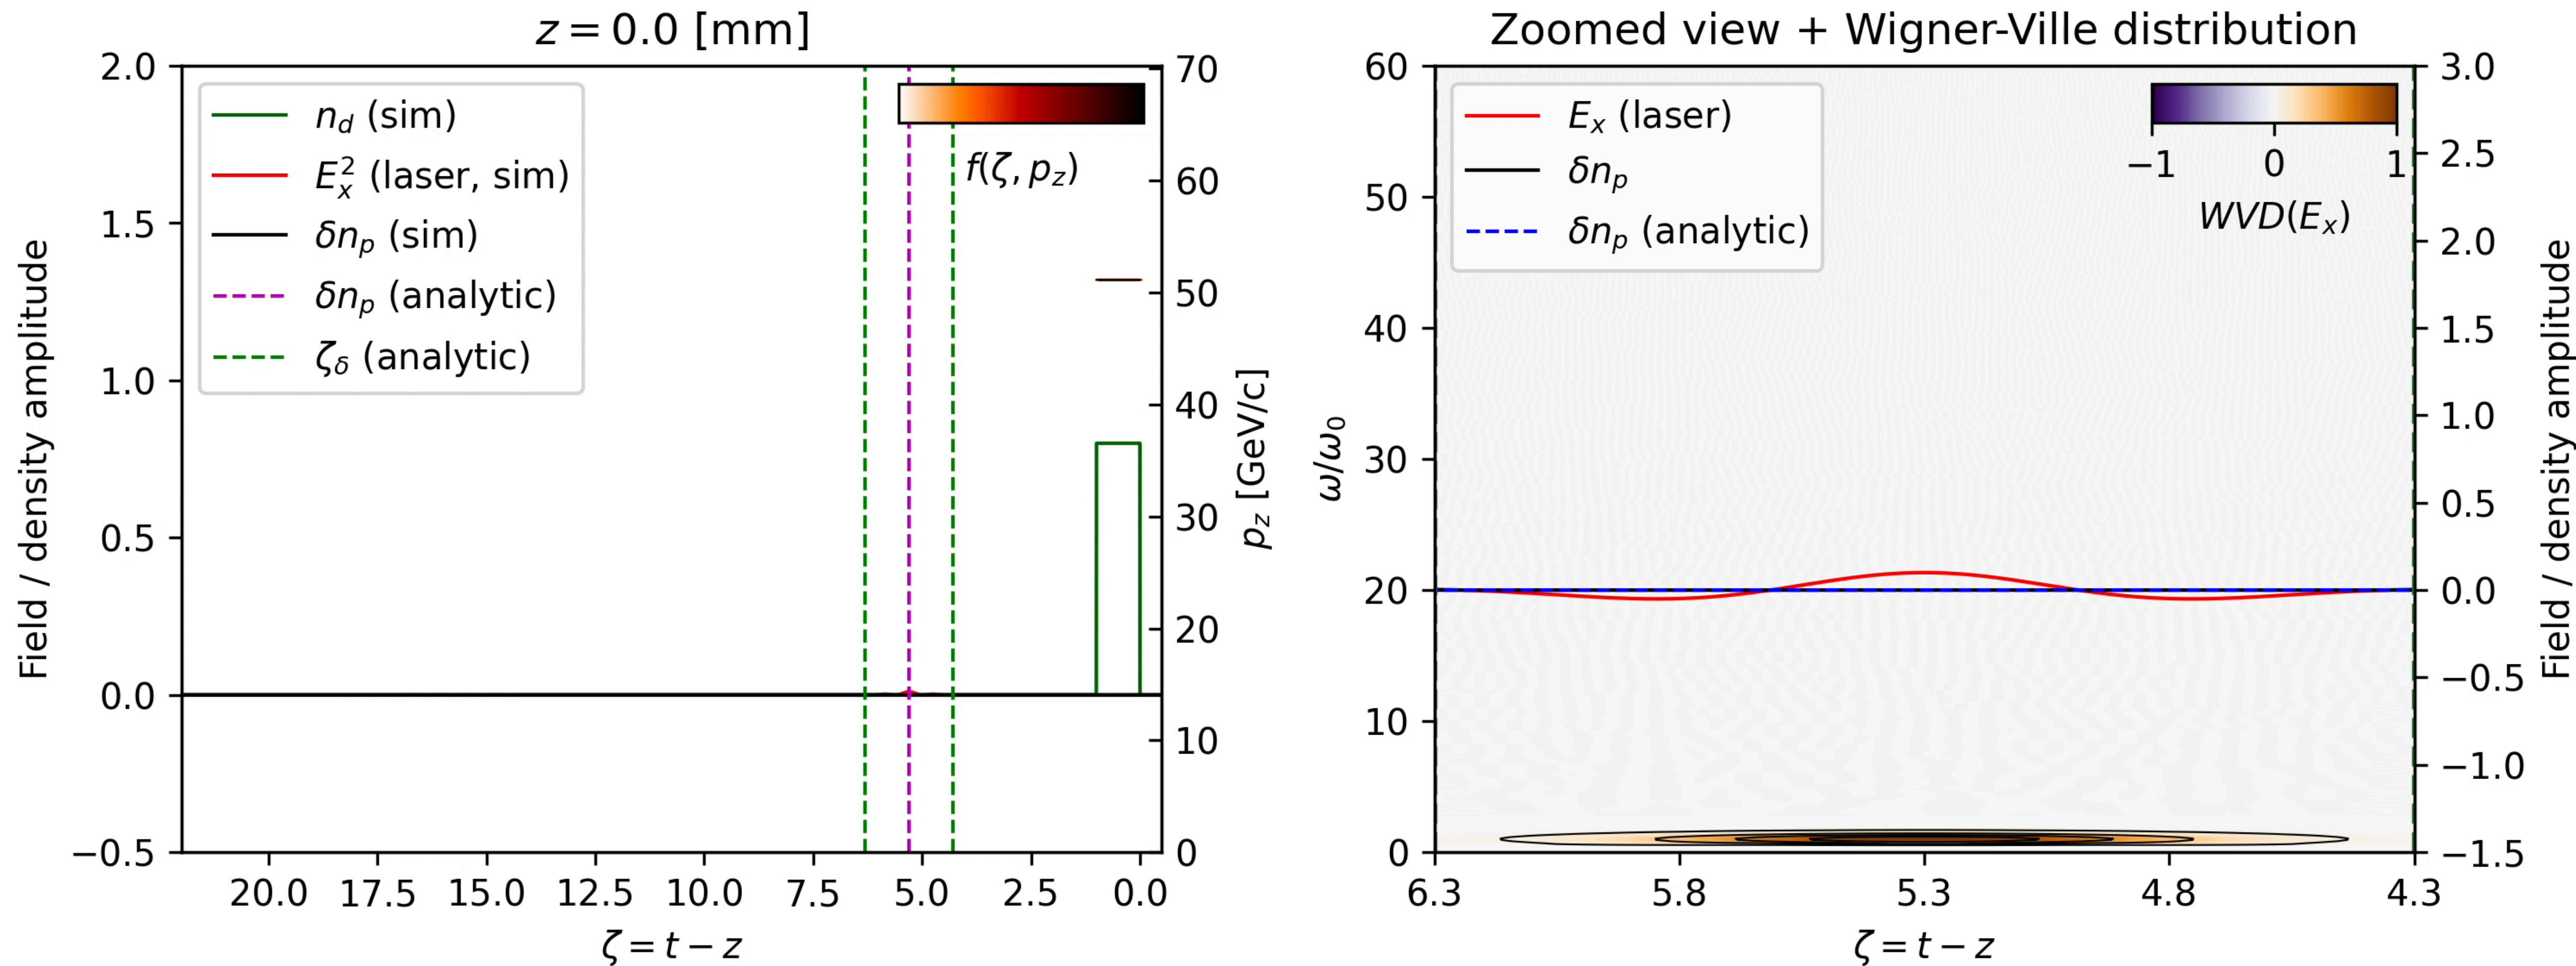 z = 0.0 [mm]
n_d (sim)
E_x^2 (laser, sim)
δn_p (sim)
δn_p (analytic)
ζ_δ (analytic)
f(ζ, p_z)
2.0
1.5
1.0
0.5
0.0
−0.5
Field / density amplitude
70
60
50
40
30
20
10
0
p_z [GeV/c]
20.0 17.5 15.0 12.5 10.0 7.5 5.0 2.5 0.0
ζ = t − z
Zoomed view + Wigner-Ville distribution
E_x (laser)
δn_p
δn_p (analytic)
−1 0 1
WVD(E_x)
60
50
40
30
20
10
0
ω/ω_0
3.0
2.5
2.0
1.5
1.0
0.5
0.0
−0.5
−1.0
−1.5
Field / density amplitude
6.3 5.8 5.3 4.8 4.3
ζ = t − z